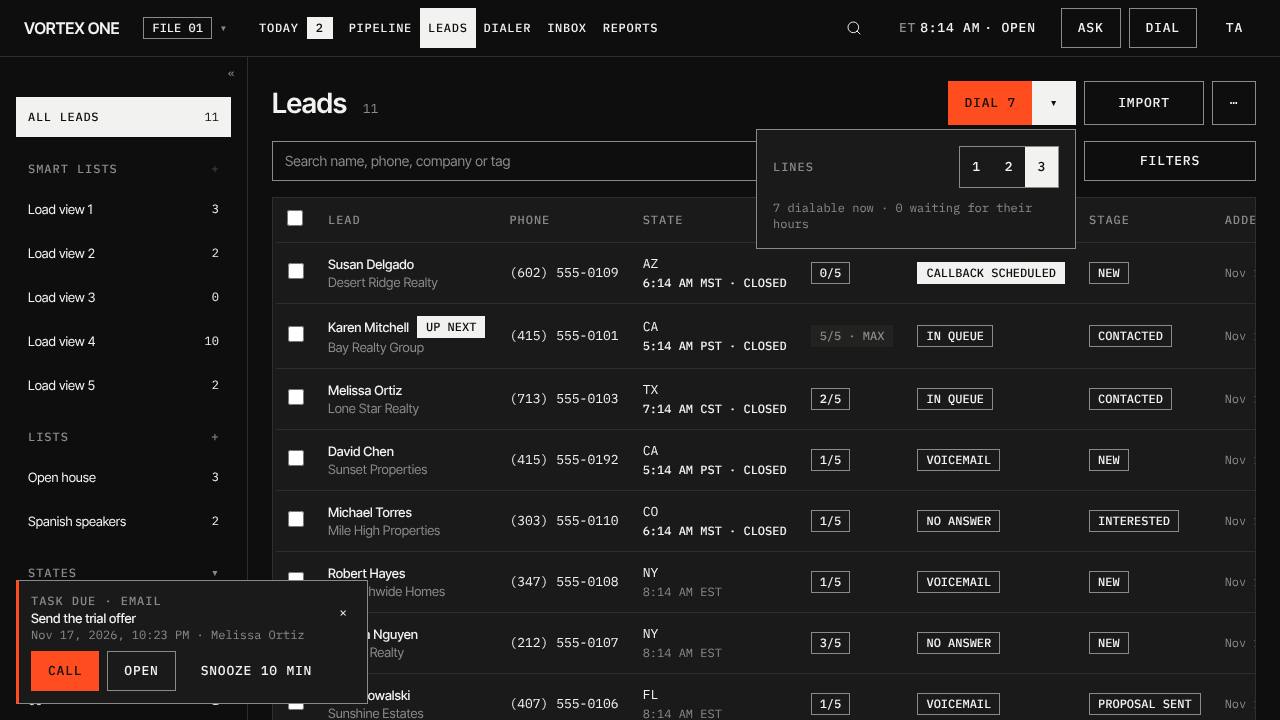 VORTEX ONE FILE 01 ▾ TODAY 2 PIPELINE LEADS DIALER INBOX REPORTS ET 8:14 AM · OPEN ASK DIAL TA
«
ALL LEADS 11
SMART LISTS +
Load view 1 3
Load view 2 2
Load view 3 0
Load view 4 10
Load view 5 2
LISTS +
Open house 3
Spanish speakers 2
STATES ▾
Leads 11 DIAL 7 ▾ IMPORT ⋯
Search name, phone, company or tag FILTERS
LINES 1 2 3
7 dialable now · 0 waiting for their
hours
LEAD PHONE STATE STAGE ADDE
Susan Delgado (602) 555-0109 AZ 0/5 CALLBACK SCHEDULED NEW Nov
Desert Ridge Realty 6:14 AM MST · CLOSED
Karen Mitchell UP NEXT (415) 555-0101 CA 5/5 · MAX IN QUEUE CONTACTED Nov
Bay Realty Group 5:14 AM PST · CLOSED
Melissa Ortiz (713) 555-0103 TX 2/5 IN QUEUE CONTACTED Nov
Lone Star Realty 7:14 AM CST · CLOSED
David Chen (415) 555-0192 CA 1/5 VOICEMAIL NEW Nov
Sunset Properties 5:14 AM PST · CLOSED
Michael Torres (303) 555-0110 CO 1/5 NO ANSWER INTERESTED Nov
Mile High Properties 6:14 AM MST · CLOSED
Robert Hayes (347) 555-0108 NY 1/5 VOICEMAIL NEW Nov
hwide Homes 8:14 AM EST
Nguyen (212) 555-0107 NY 3/5 NO ANSWER NEW Nov
Realty 8:14 AM EST
owalski (407) 555-0106 FL 1/5 VOICEMAIL PROPOSAL SENT Nov
Sunshine Estates 8:14 AM EST
TASK DUE · EMAIL ×
Send the trial offer
Nov 17, 2026, 10:23 PM · Melissa Ortiz
CALL OPEN SNOOZE 10 MIN